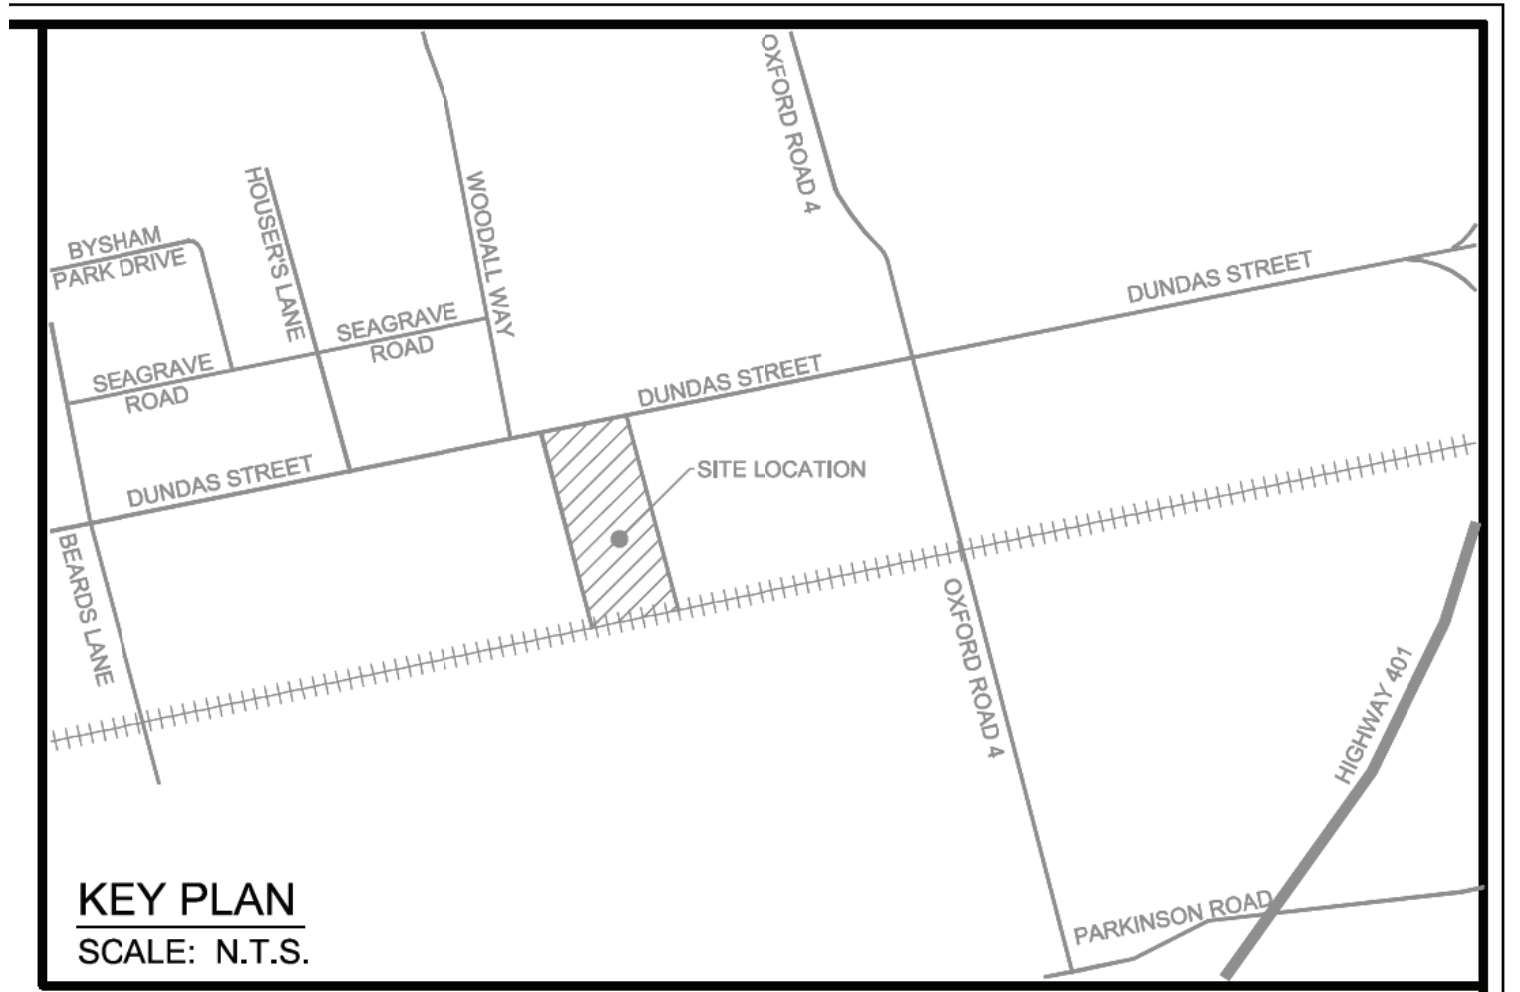 OXFORD ROAD 4
HOUSER'S LANE
WOODALL WAY
BYSHAM
PARK DRIVE
DUNDAS STREET
SEAGRAVE
ROAD
SEAGRAVE
ROAD
DUNDAS STREET
DUNDAS STREET
SITE LOCATION
BEARDS LANE
OXFORD ROAD 4
HIGHWAY 401
PARKINSON ROAD
KEY PLAN
SCALE: N.T.S.